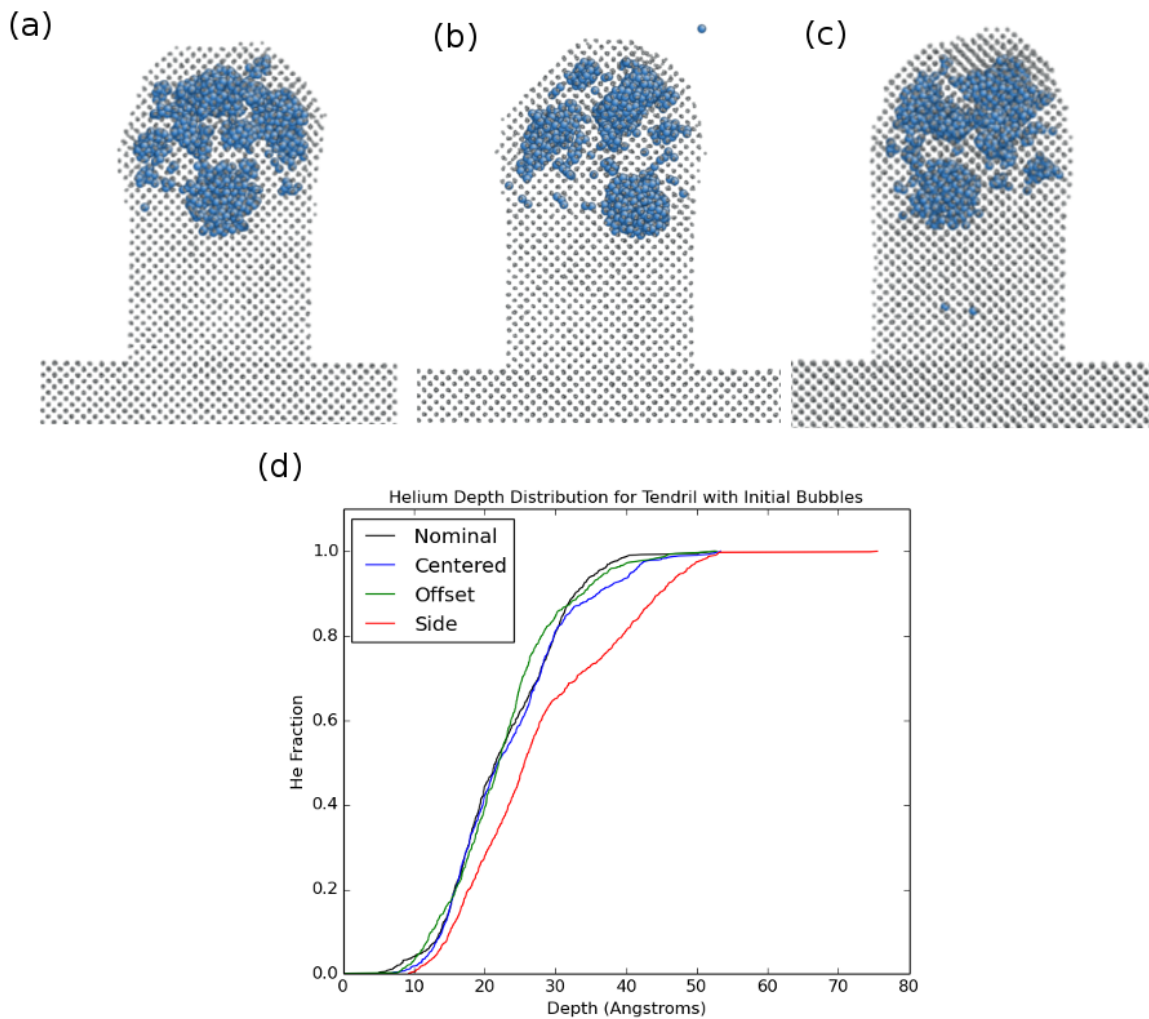 (a)
(b)
(c)
(d)
Helium Depth Distribution for Tendril with Initial Bubbles
Nominal
Centered
Offset
Side
He Fraction
1.0
0.8
0.6
0.4
0.2
0.0
0 10 20 30 40 50 60 70 80
Depth (Angstroms)